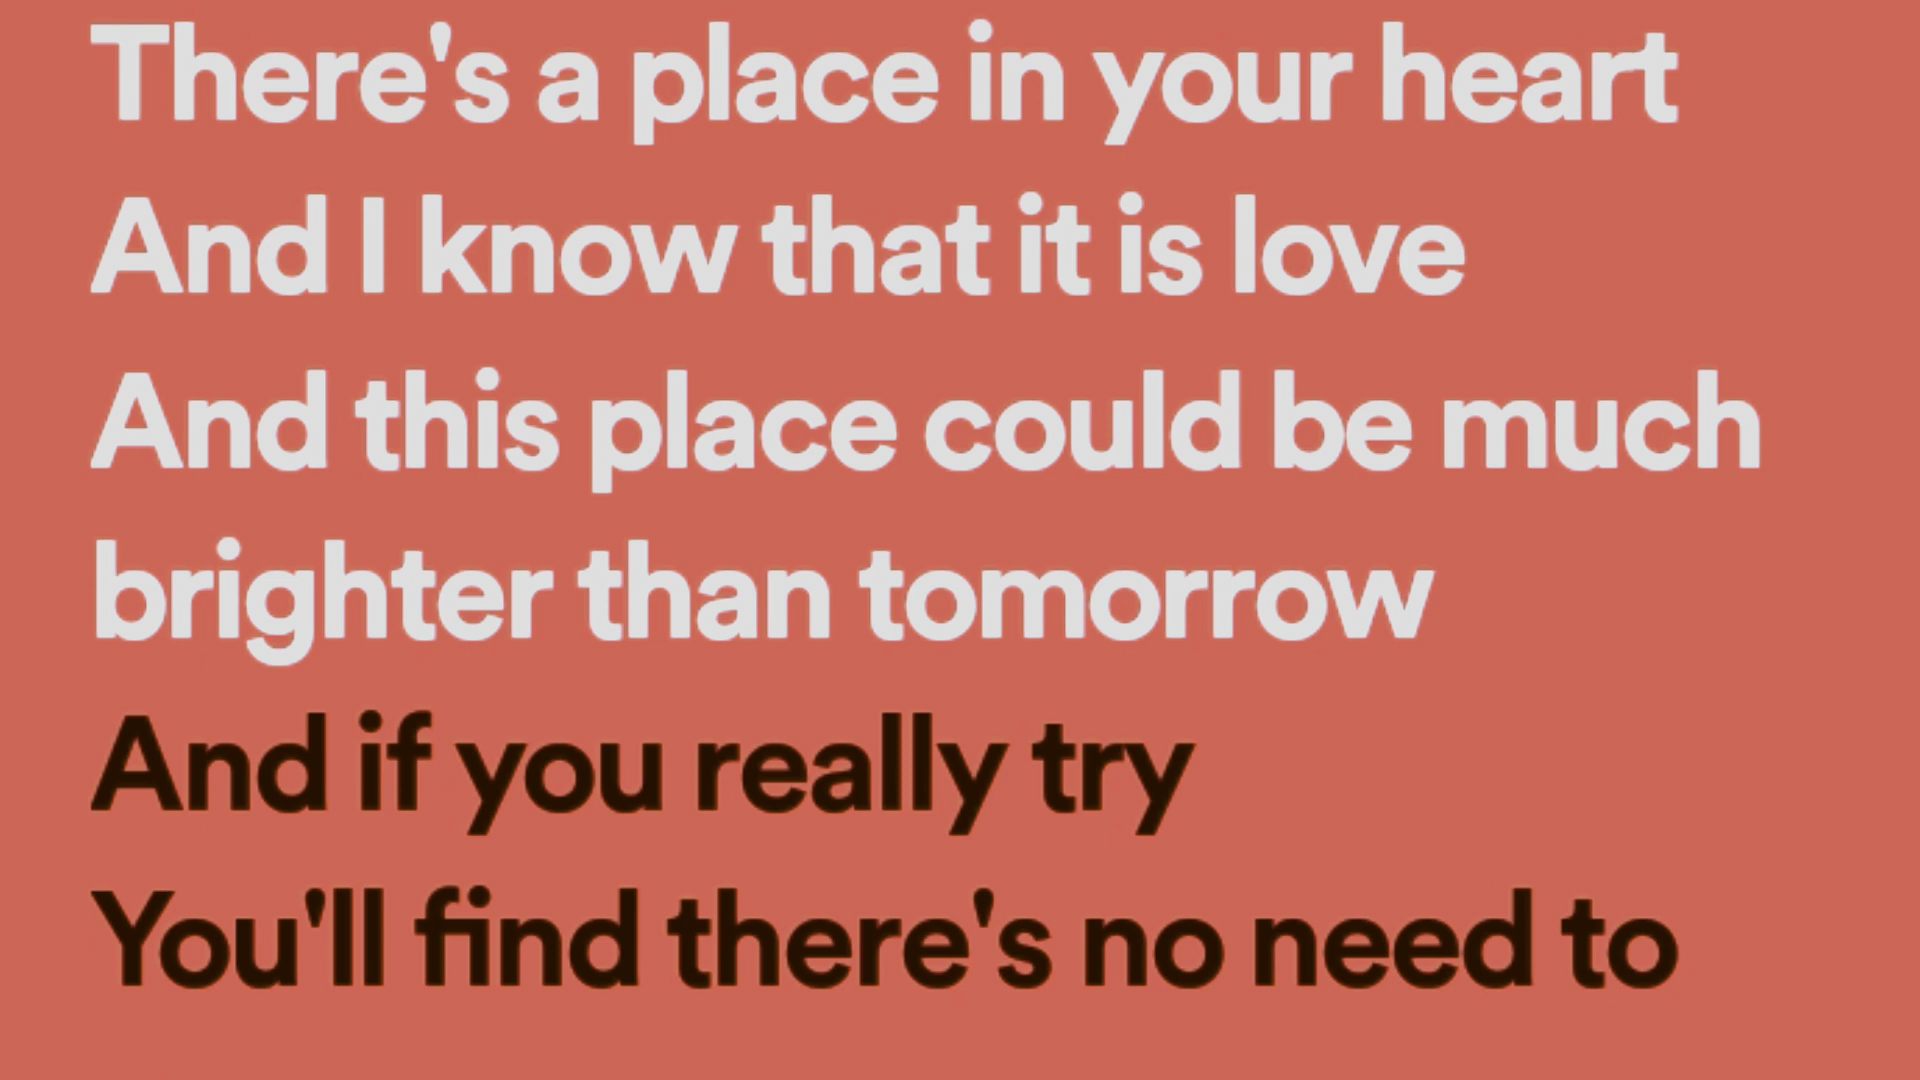 There's a place in your heart
And I know that it is love
And this place could be much
brighter than tomorrow
And if you really try
You'll find there's no need to